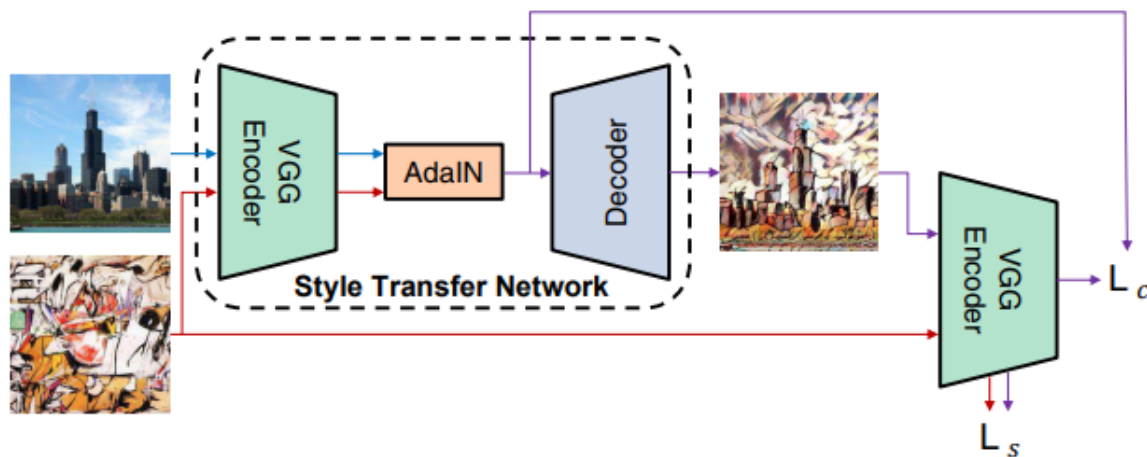 VGG
Encoder
AdaIN
Decoder
Style Transfer Network
VGG
Encoder
L c
L s